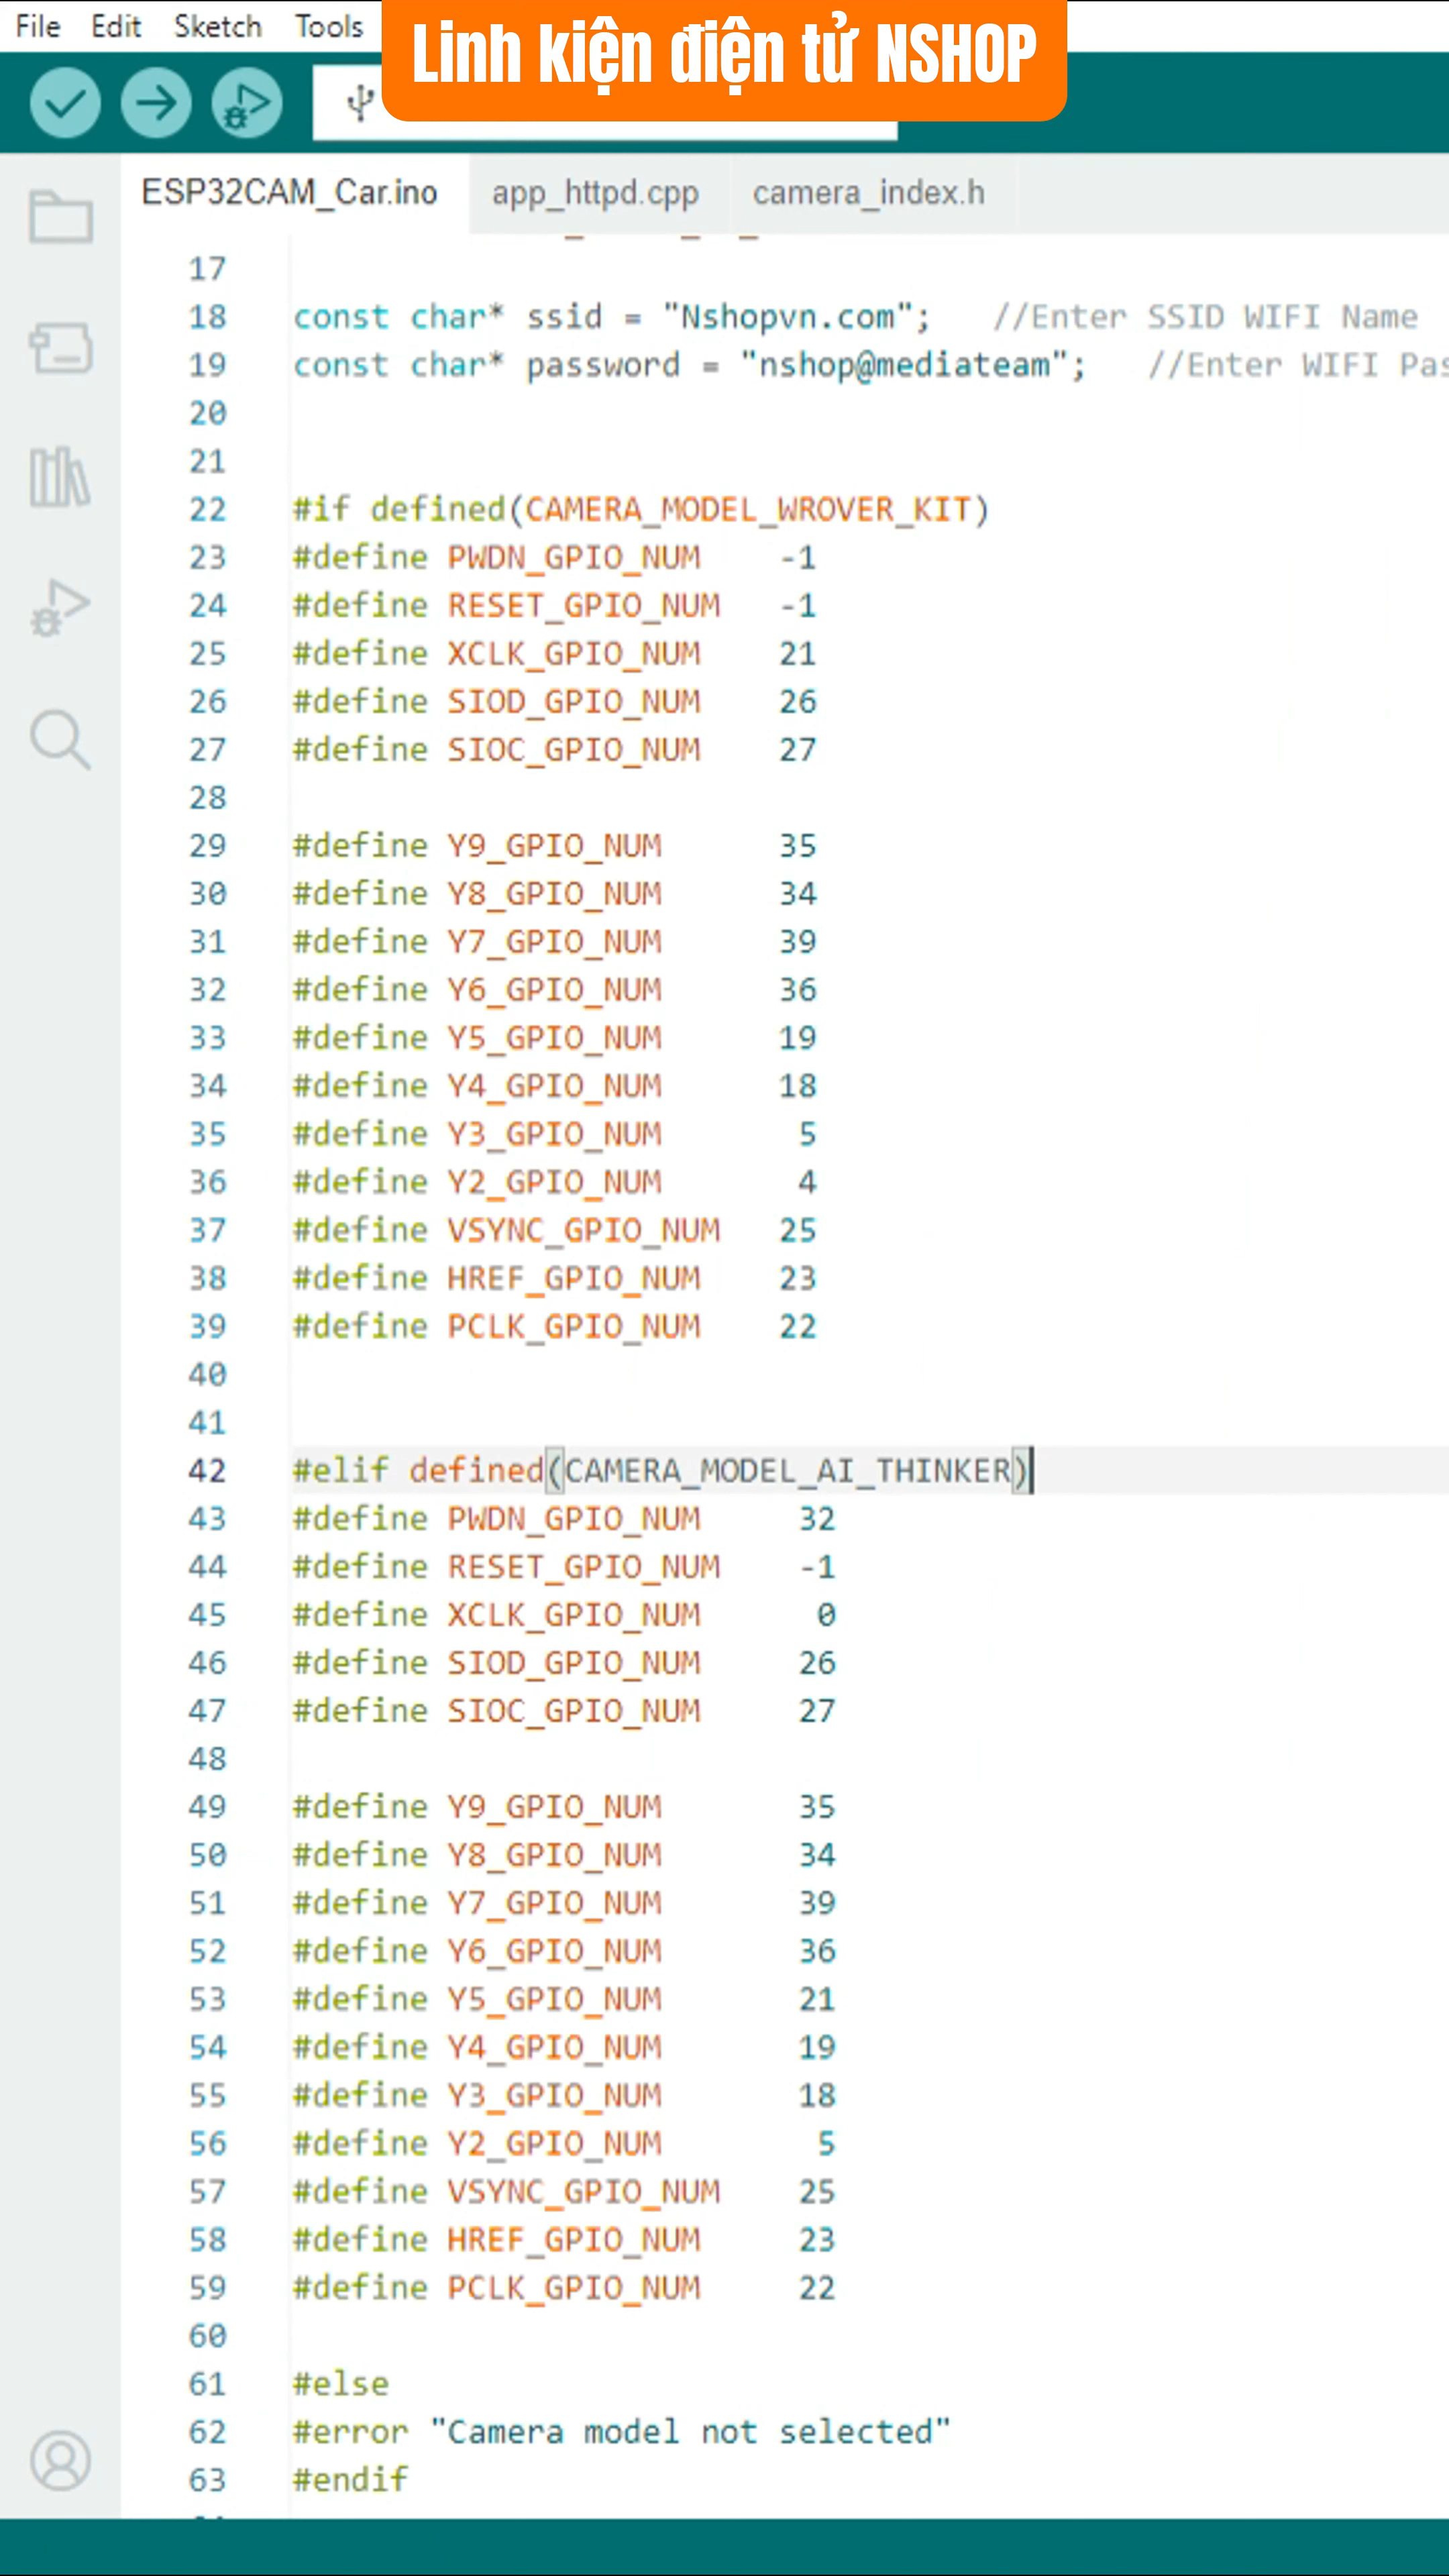 File Edit Sketch Tools
Linh kiện điện tử NSHOP
ESP32CAM_Car.ino app_httpd.cpp camera_index.h
17
18 const char* ssid = "Nshopvn.com"; //Enter SSID WIFI Name
19 const char* password = "nshop@mediateam"; //Enter WIFI Pas
20
21
22 #if defined(CAMERA_MODEL_WROVER_KIT)
23 #define PWDN_GPIO_NUM -1
24 #define RESET_GPIO_NUM -1
25 #define XCLK_GPIO_NUM 21
26 #define SIOD_GPIO_NUM 26
27 #define SIOC_GPIO_NUM 27
28
29 #define Y9_GPIO_NUM 35
30 #define Y8_GPIO_NUM 34
31 #define Y7_GPIO_NUM 39
32 #define Y6_GPIO_NUM 36
33 #define Y5_GPIO_NUM 19
34 #define Y4_GPIO_NUM 18
35 #define Y3_GPIO_NUM 5
36 #define Y2_GPIO_NUM 4
37 #define VSYNC_GPIO_NUM 25
38 #define HREF_GPIO_NUM 23
39 #define PCLK_GPIO_NUM 22
40
41
42 #elif defined(CAMERA_MODEL_AI_THINKER)
43 #define PWDN_GPIO_NUM 32
44 #define RESET_GPIO_NUM -1
45 #define XCLK_GPIO_NUM 0
46 #define SIOD_GPIO_NUM 26
47 #define SIOC_GPIO_NUM 27
48
49 #define Y9_GPIO_NUM 35
50 #define Y8_GPIO_NUM 34
51 #define Y7_GPIO_NUM 39
52 #define Y6_GPIO_NUM 36
53 #define Y5_GPIO_NUM 21
54 #define Y4_GPIO_NUM 19
55 #define Y3_GPIO_NUM 18
56 #define Y2_GPIO_NUM 5
57 #define VSYNC_GPIO_NUM 25
58 #define HREF_GPIO_NUM 23
59 #define PCLK_GPIO_NUM 22
60
61 #else
62 #error "Camera model not selected"
63 #endif